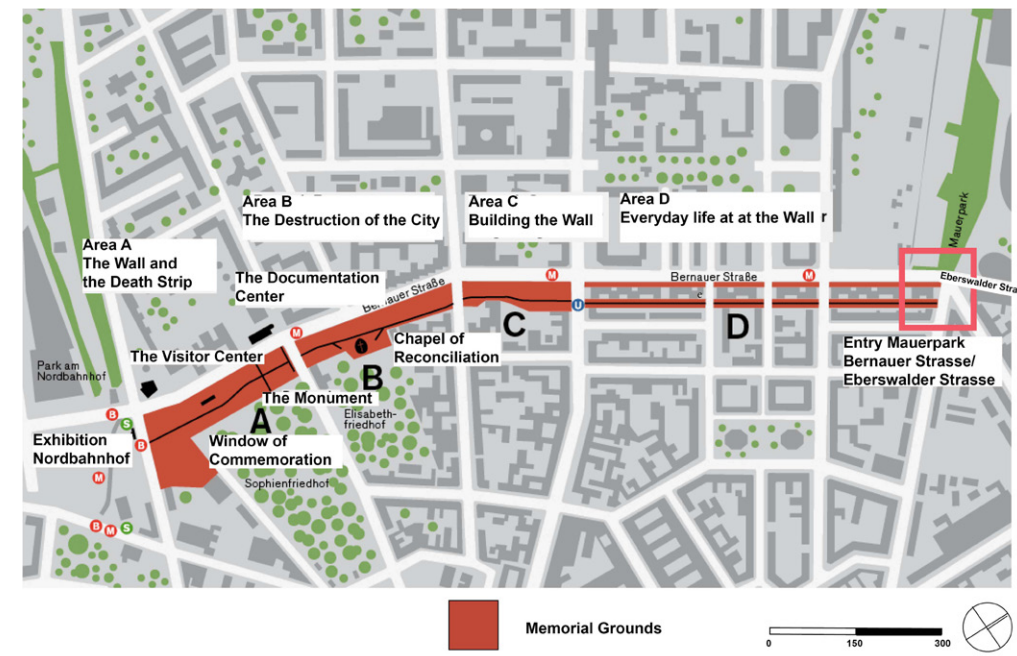 Area B
The Destruction of the City
Area C
Building the Wall
Area D
Everyday life at at the Wall r
Mauerpark
Area A
The Wall and
the Death Strip
The Documentation
Center
Bernauer Straße
Bernauer Straße
Eberswalder Stra
M
M
M
M
U
c
C
D
Chapel of
Reconciliation
Entry Mauerpark
Bernauer Strasse/
Eberswalder Strasse
The Visitor Center
Park am
Nordbahnhof
B
The Monument
A
Elisabeth-
friedhof
B
S
B
Exhibition
Nordbahnhof
Window of
Commemoration
M
Sophienfriedhof
B
M
S
Memorial Grounds
0
150
300